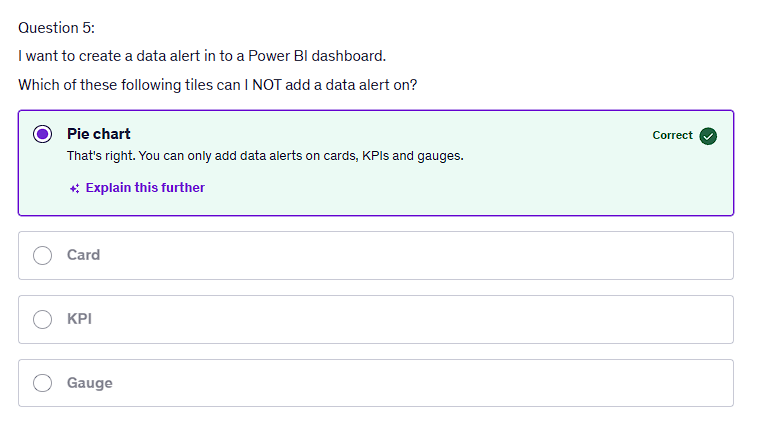 Question 5:
I want to create a data alert in to a Power BI dashboard.
Which of these following tiles can I NOT add a data alert on?
Pie chart
Correct
That's right. You can only add data alerts on cards, KPIs and gauges.
Explain this further
Card
KPI
Gauge